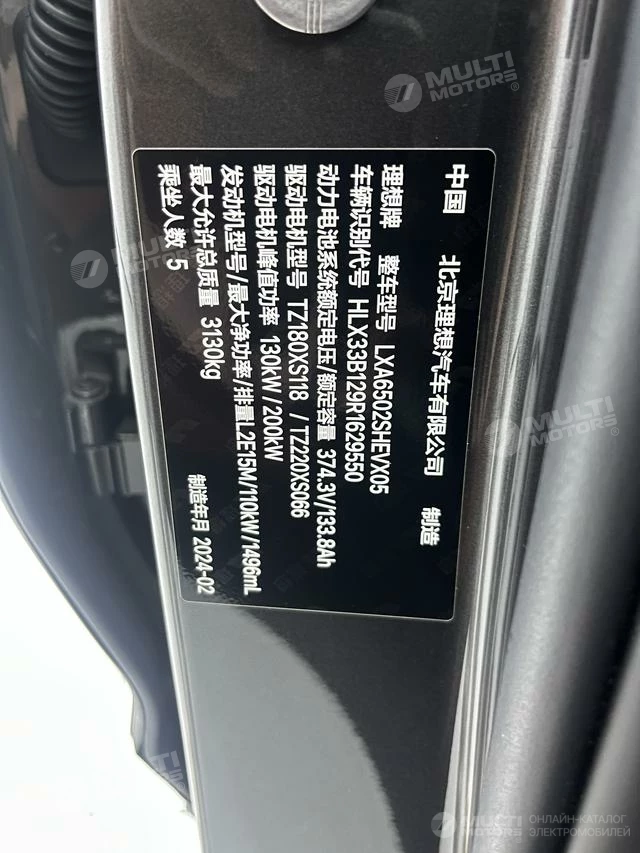 中国 北京理想汽车有限公司 制造
理想牌 整车型号 LXA6502SHEVX05
车辆识别代号 HLX33B129R1629550
动力电池系统额定电压/额定容量 374.3V/133.8Ah
驱动电机型号 TZ180XS118 / TZ220XS066
驱动电机峰值功率 130kW/200kW
发动机型号/最大净功率/排量 L2E15M/110kW/1496mL
最大允许总质量 3130kg
乘坐人数 5 制造年月 2024-02
MULTI
MOTORS®
MULTI
MOTORS®
MULTI
MOTORS®
MULTI
MOTORS®
MULTI
MOTORS
ОНЛАЙН-КАТАЛОГ
ЭЛЕКТРОМОБИЛЕЙ